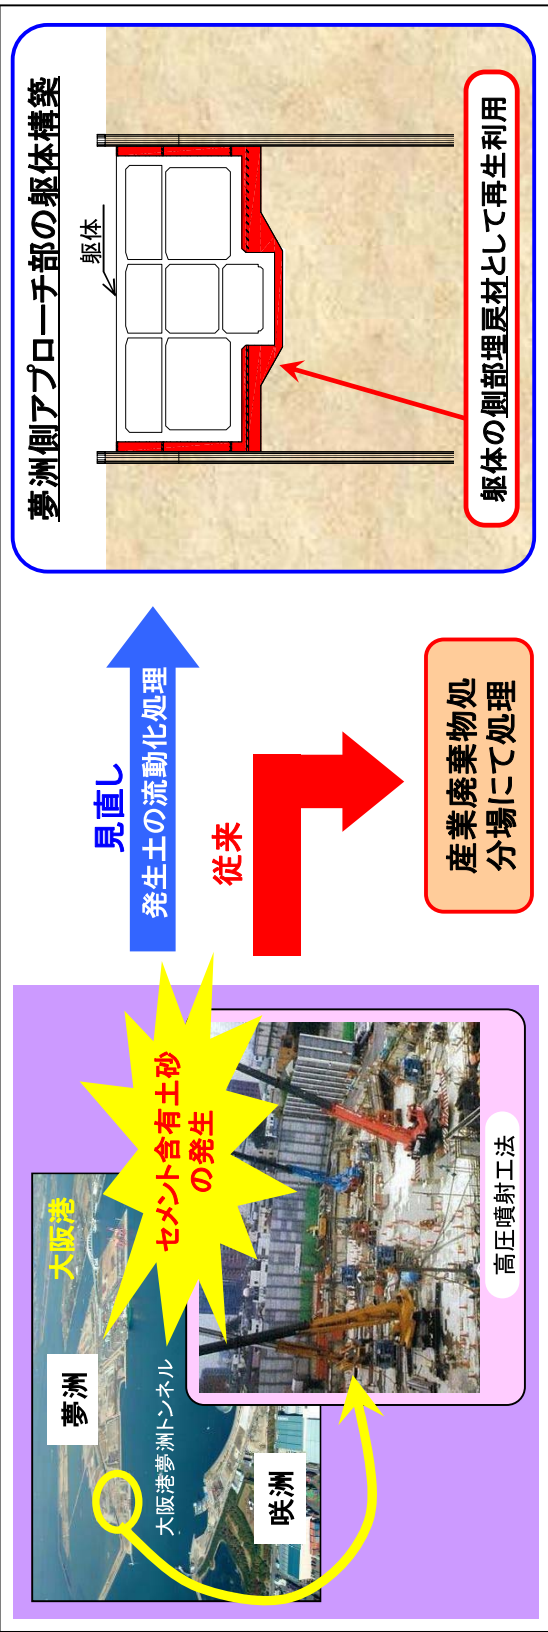 大阪港
夢洲
大阪港夢洲トンネル
咲洲
セメント含有土砂
の発生
高圧噴射工法
見直し
発生土の流動化処理
従来
産業廃棄物処
分場にて処理
夢洲側アプローチ部の躯体構築
躯体
躯体の側部埋戻材として再生利用